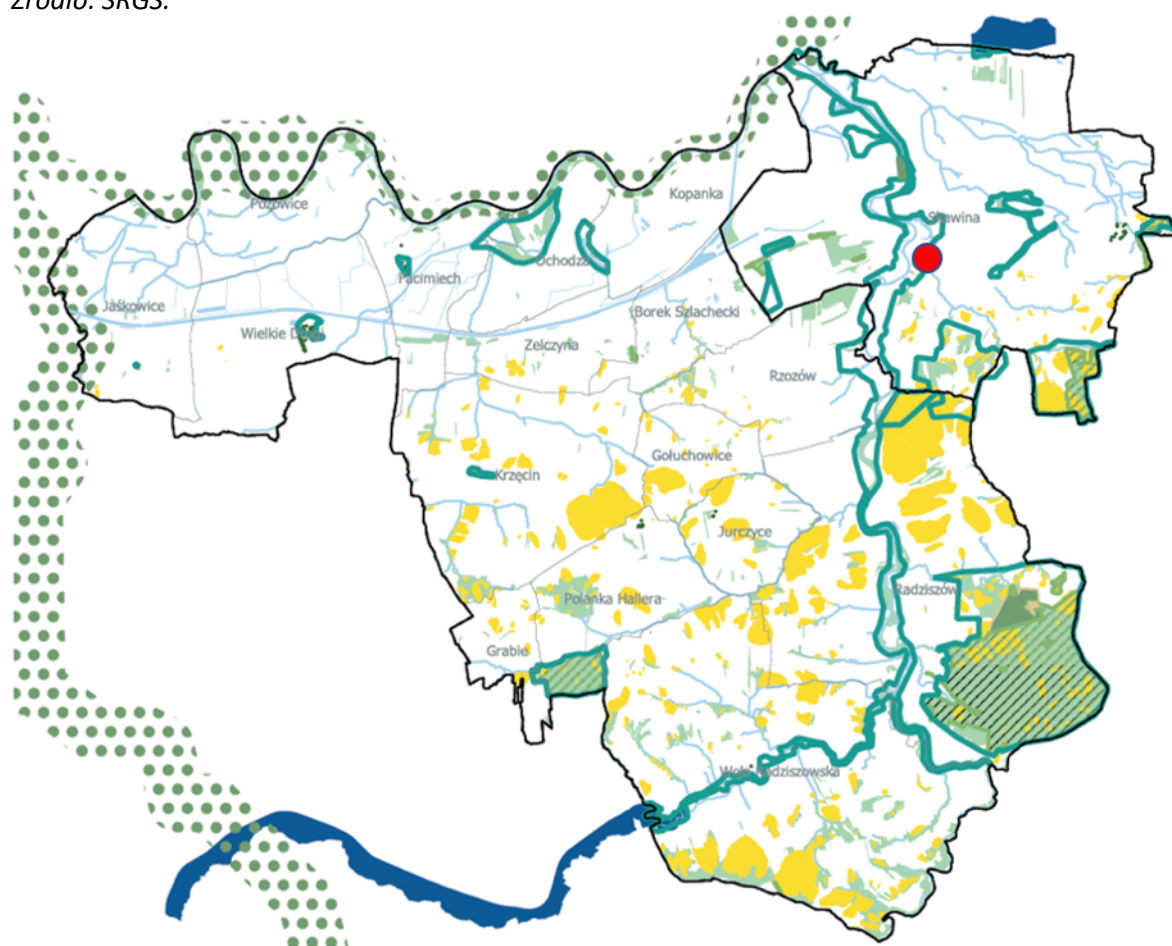 Źródło: SRGS.
Kopanka
Pozowice
Skawina
Ochodza
Pacimiech
Jaśkowice
Borek Szlachecki
Wielkie Drogi
Zelczyna
Rzozów
Gołuchowice
Krzęcin
Jurczyce
Radziszów
Polanka Hallera
Grabie
Wola Radziszowska